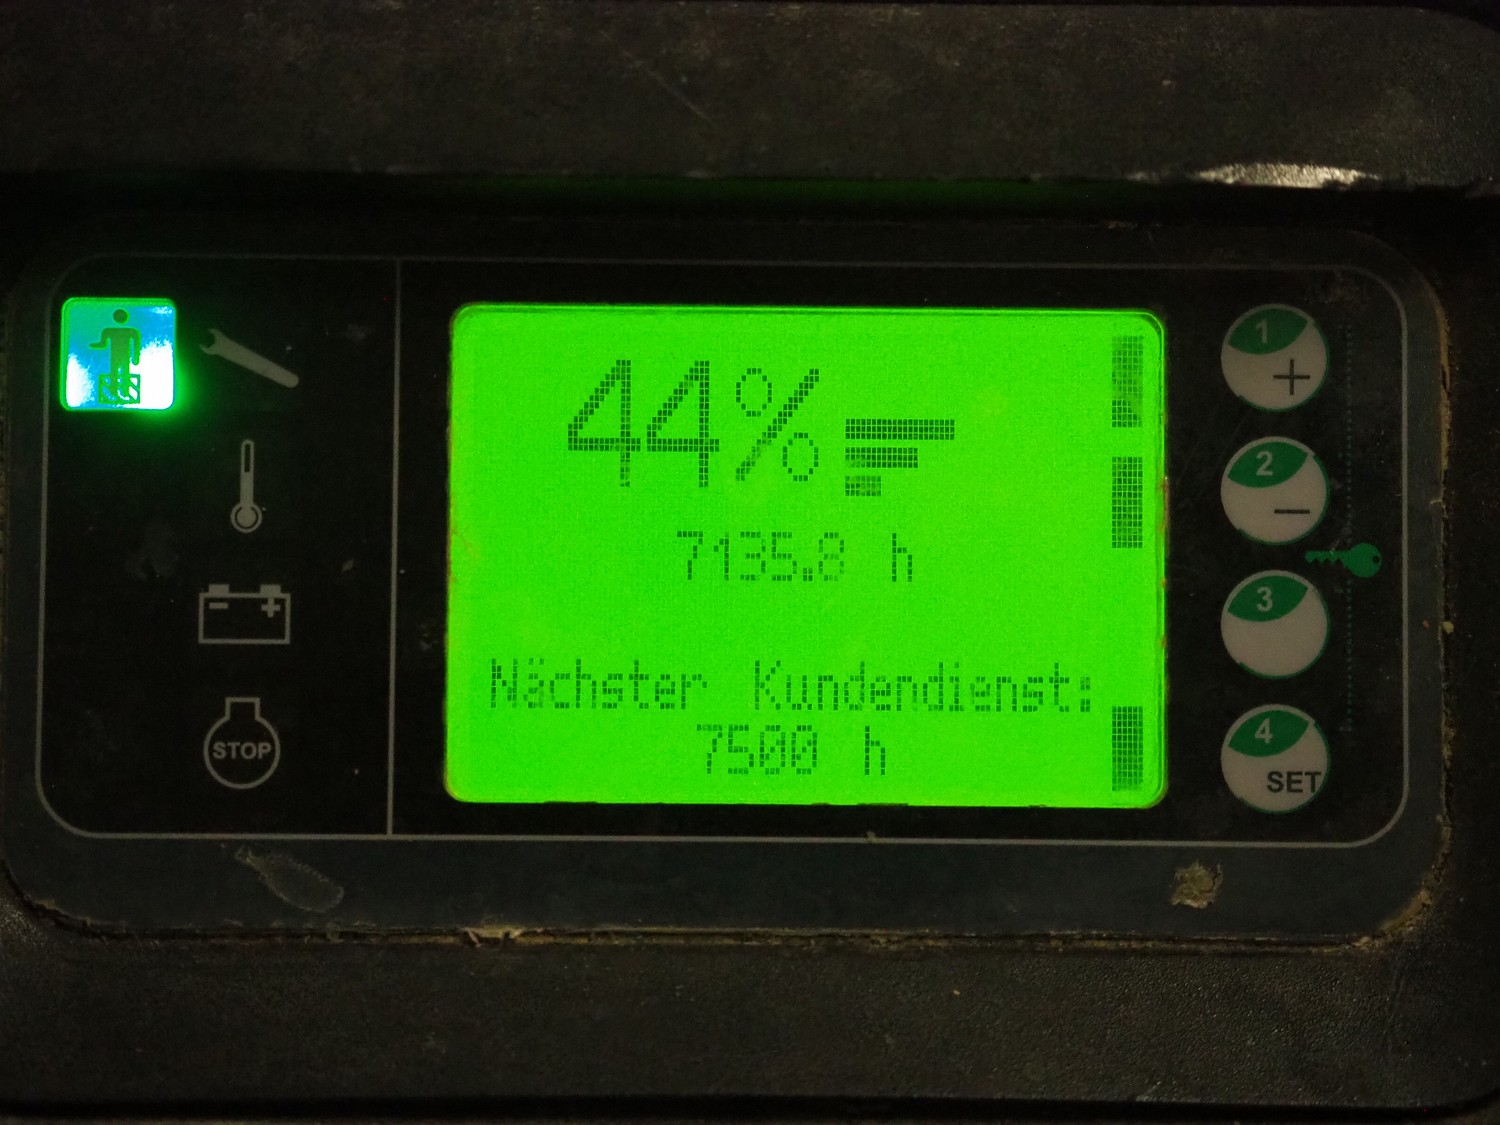 44%
7135.8 h
Nächster Kundendienst:
7500 h
STOP
1
+
2
−
3
4
SET